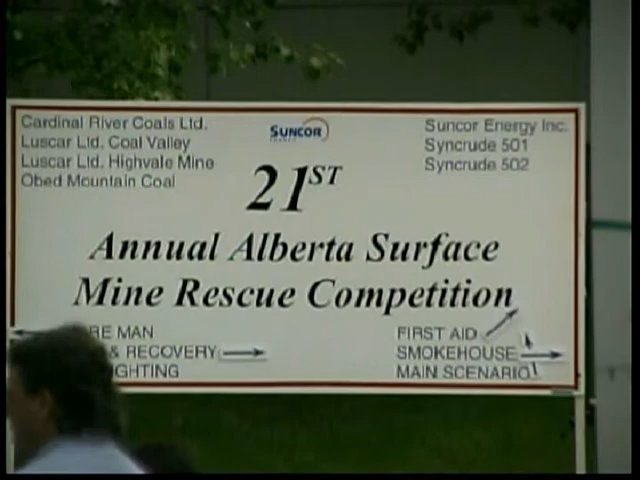 Cardinal River Coals Ltd.
Luscar Ltd. Coal Valley
Luscar Ltd. Highvale Mine
Obed Mountain Coal
SUNCOR
Suncor Energy Inc.
Syncrude 501
Syncrude 502
21ST
Annual Alberta Surface
Mine Rescue Competition
RE MAN
& RECOVERY
GHTING
FIRST AID
SMOKEHOUSE
MAIN SCENARIO